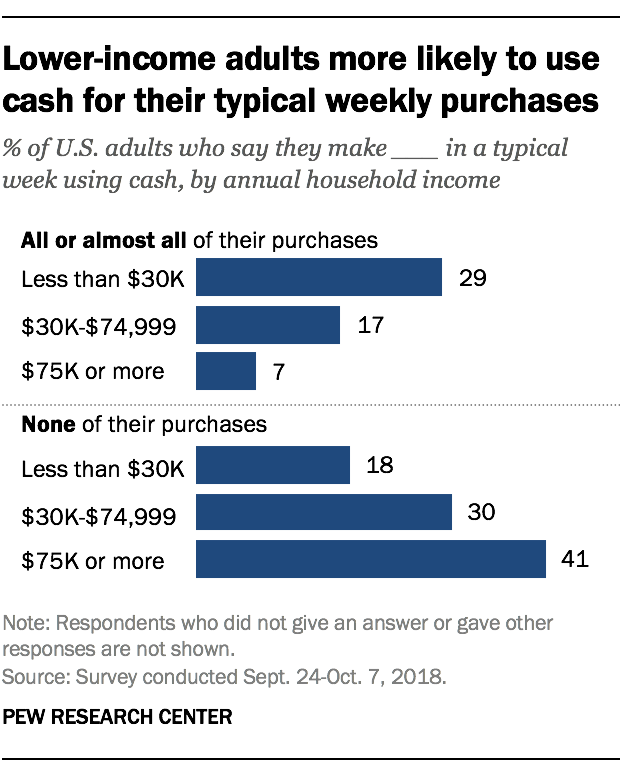 Lower-income adults more likely to use
cash for their typical weekly purchases
% of U.S. adults who say they make ___ in a typical
week using cash, by annual household income
All or almost all of their purchases
Less than $30K 29
$30K-$74,999 17
$75K or more 7
None of their purchases
Less than $30K 18
$30K-$74,999 30
$75K or more 41
Note: Respondents who did not give an answer or gave other
responses are not shown.
Source: Survey conducted Sept. 24-Oct. 7, 2018.
PEW RESEARCH CENTER